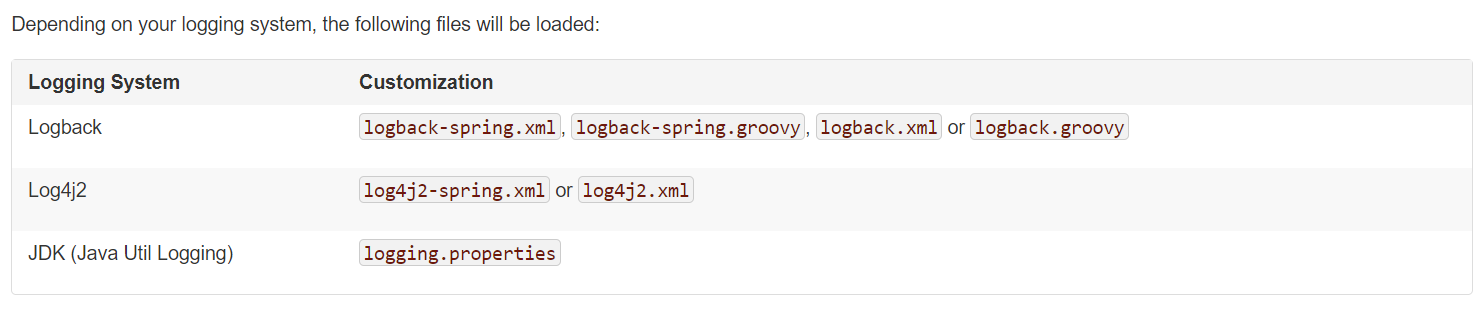 Depending on your logging system, the following files will be loaded:
Logging System Customization
Logback logback-spring.xml, logback-spring.groovy, logback.xml or logback.groovy
Log4j2 log4j2-spring.xml or log4j2.xml
JDK (Java Util Logging) logging.properties